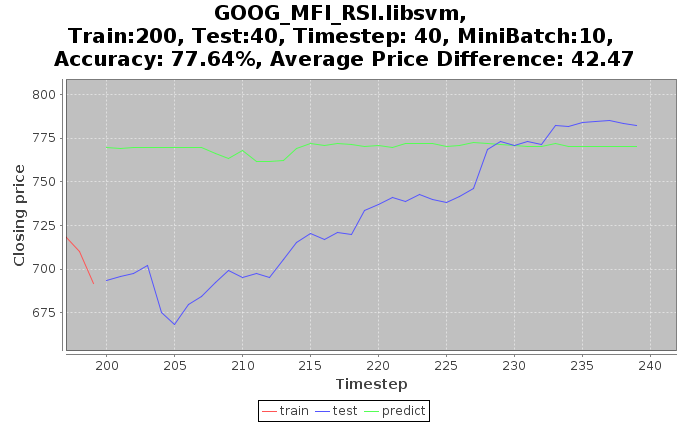 GOOG_MFI_RSI.libsvm,
Train:200, Test:40, Timestep: 40, MiniBatch:10,
Accuracy: 77.64%, Average Price Difference: 42.47
800
775
750
725
700
675
Closing price
200 205 210 215 220 225 230 235 240
Timestep
train test predict